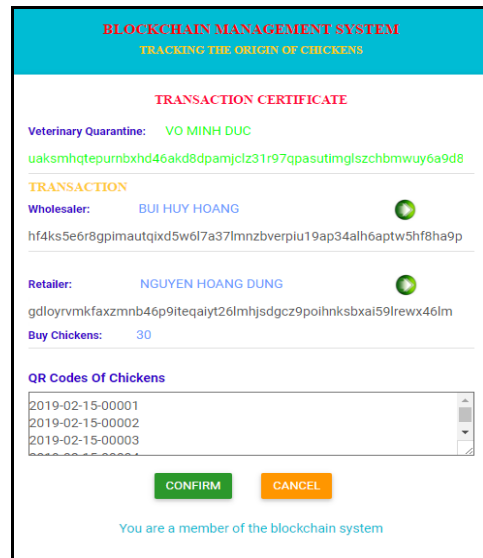 BLOCKCHAIN MANAGEMENT SYSTEM
TRACKING THE ORIGIN OF CHICKENS
TRANSACTION CERTIFICATE
Veterinary Quarantine: VO MINH DUC
uaksmhqtepurnbxhd46akd8dpamjclz31r97qpasutimglszchbmwuy6a9d8
TRANSACTION
Wholesaler: BUI HUY HOANG
hf4ks5e6r8gpimautqixd5w6l7a37lmnzbverpiu19ap34alh6aptw5hf8ha9p
Retailer: NGUYEN HOANG DUNG
gdloyrvmkfaxzmnb46p9iteqaiyt26lmhjsdgcz9poihnksbxai59lrewx46lm
Buy Chickens: 30
QR Codes Of Chickens
2019-02-15-00001
2019-02-15-00002
2019-02-15-00003
CONFIRM CANCEL
You are a member of the blockchain system